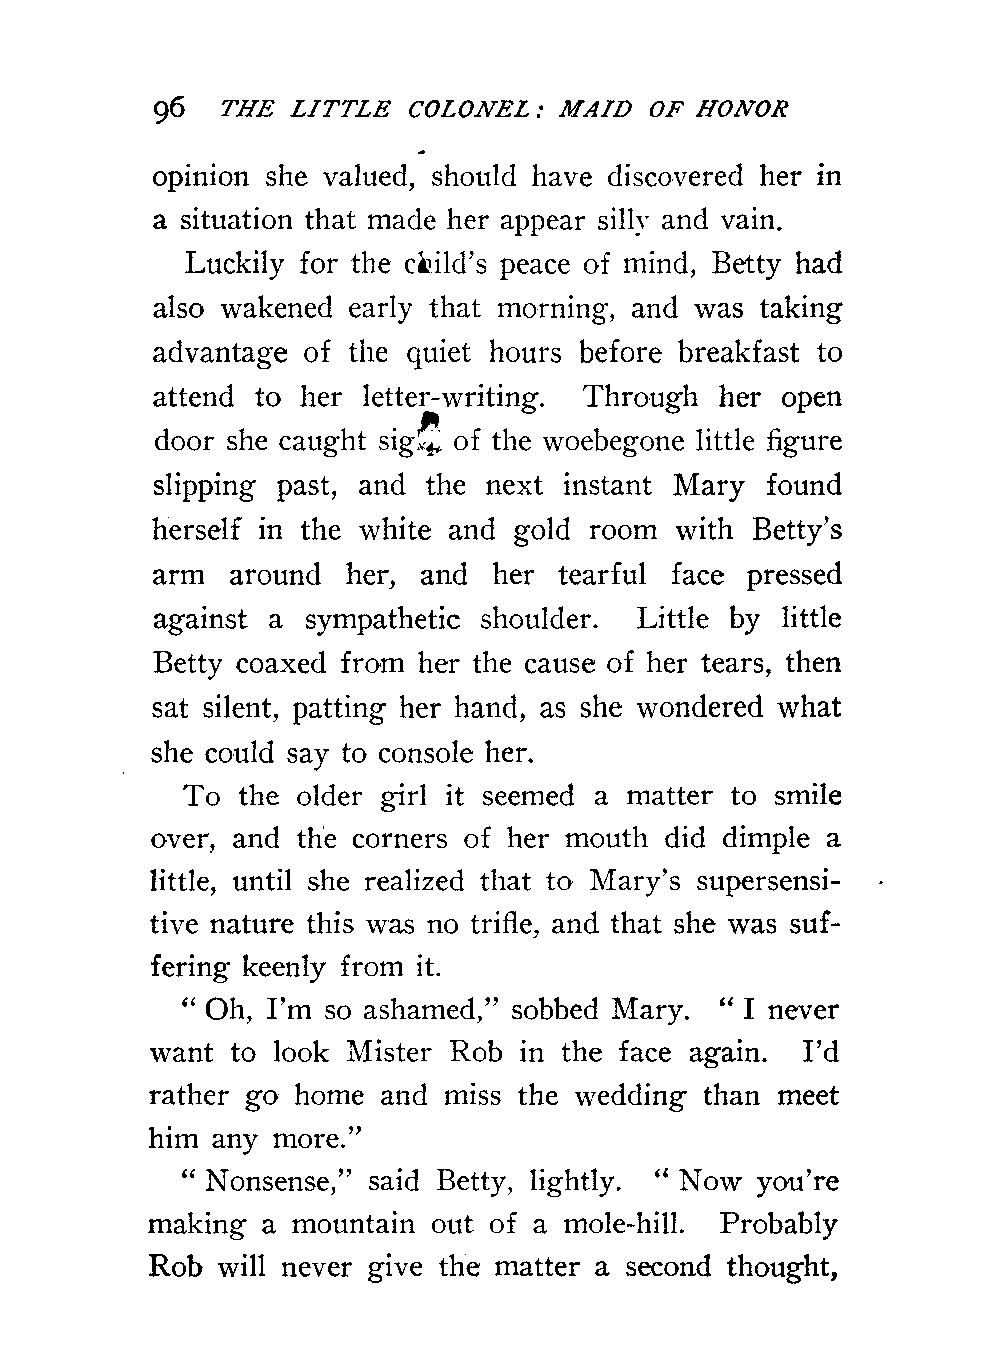 96 THE LITTLE COLONEL: MAID OF HONOR
opinion she valued, should have discovered her in
a situation that made her appear silly and vain.
Luckily for the child's peace of mind, Betty had
also wakened early that morning, and was taking
advantage of the quiet hours before breakfast to
attend to her letter-writing. Through her open
door she caught sight of the woebegone little figure
slipping past, and the next instant Mary found
herself in the white and gold room with Betty's
arm around her, and her tearful face pressed
against a sympathetic shoulder. Little by little
Betty coaxed from her the cause of her tears, then
sat silent, patting her hand, as she wondered what
she could say to console her.
To the older girl it seemed a matter to smile
over, and the corners of her mouth did dimple a
little, until she realized that to Mary's supersensi-
tive nature this was no trifle, and that she was suf-
fering keenly from it.
" Oh, I'm so ashamed," sobbed Mary. " I never
want to look Mister Rob in the face again. I'd
rather go home and miss the wedding than meet
him any more."
" Nonsense," said Betty, lightly. " Now you're
making a mountain out of a mole-hill. Probably
Rob will never give the matter a second thought,